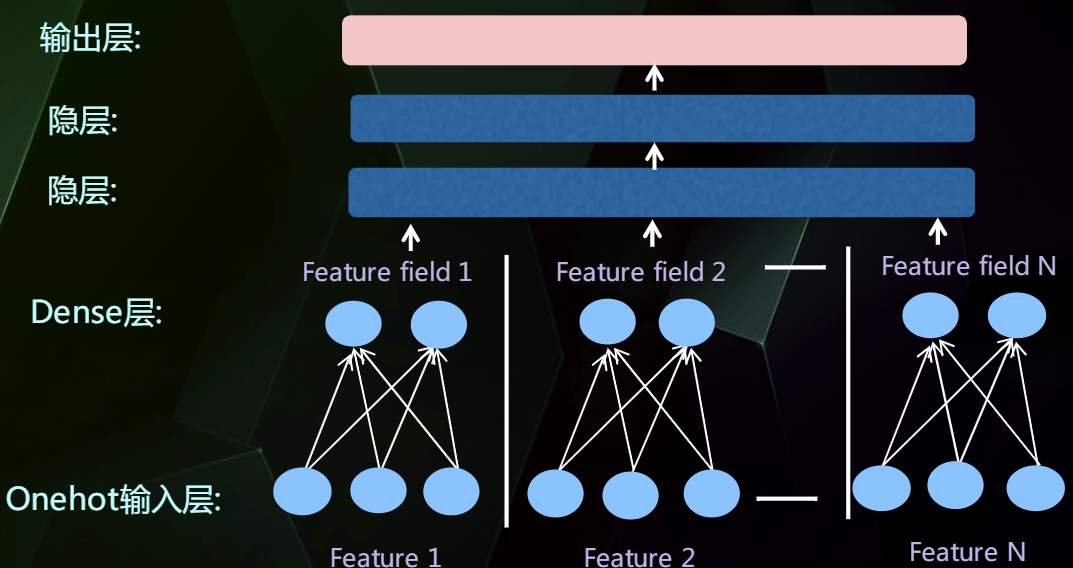 输出层:
隐层:
隐层:
Feature field 1
Feature field 2
Feature field N
Dense层:
Onehot输入层:
Feature 1
Feature 2
Feature N